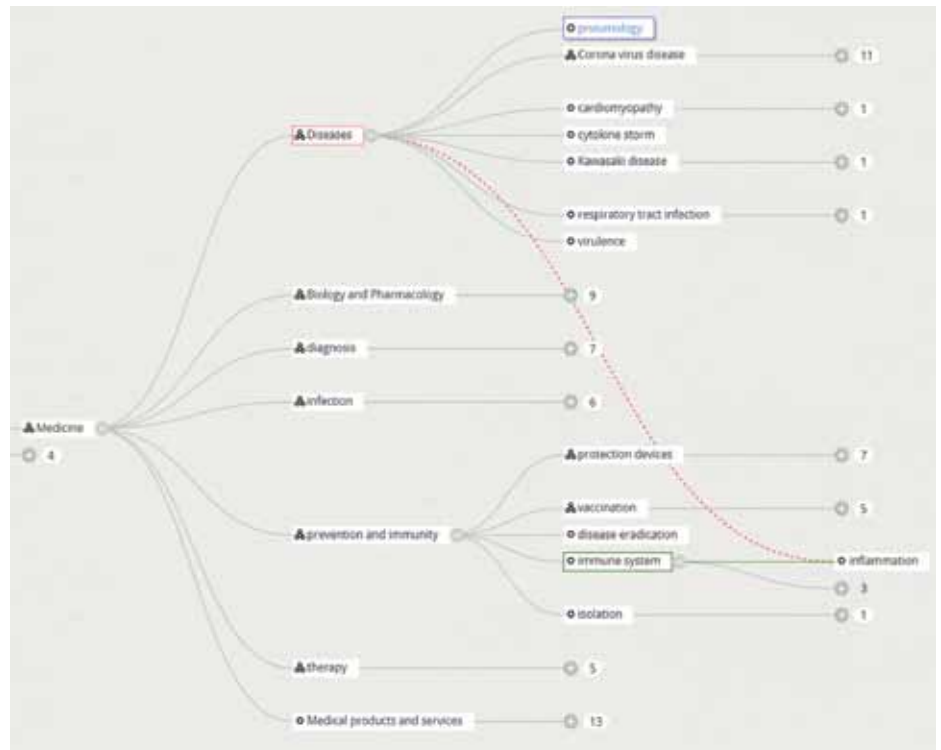 pneumology
Corona virus disease 11
cardiomyopathy 1
Diseases
cytokine storm
Kawasaki disease 1
respiratory tract infection 1
virulence
Biology and Pharmacology 9
diagnosis 7
infection 6
Medicine
4
protection devices 7
vaccination 5
prevention and immunity
disease eradication
immune system
inflammation
3
isolation 1
therapy 5
Medical products and services 13